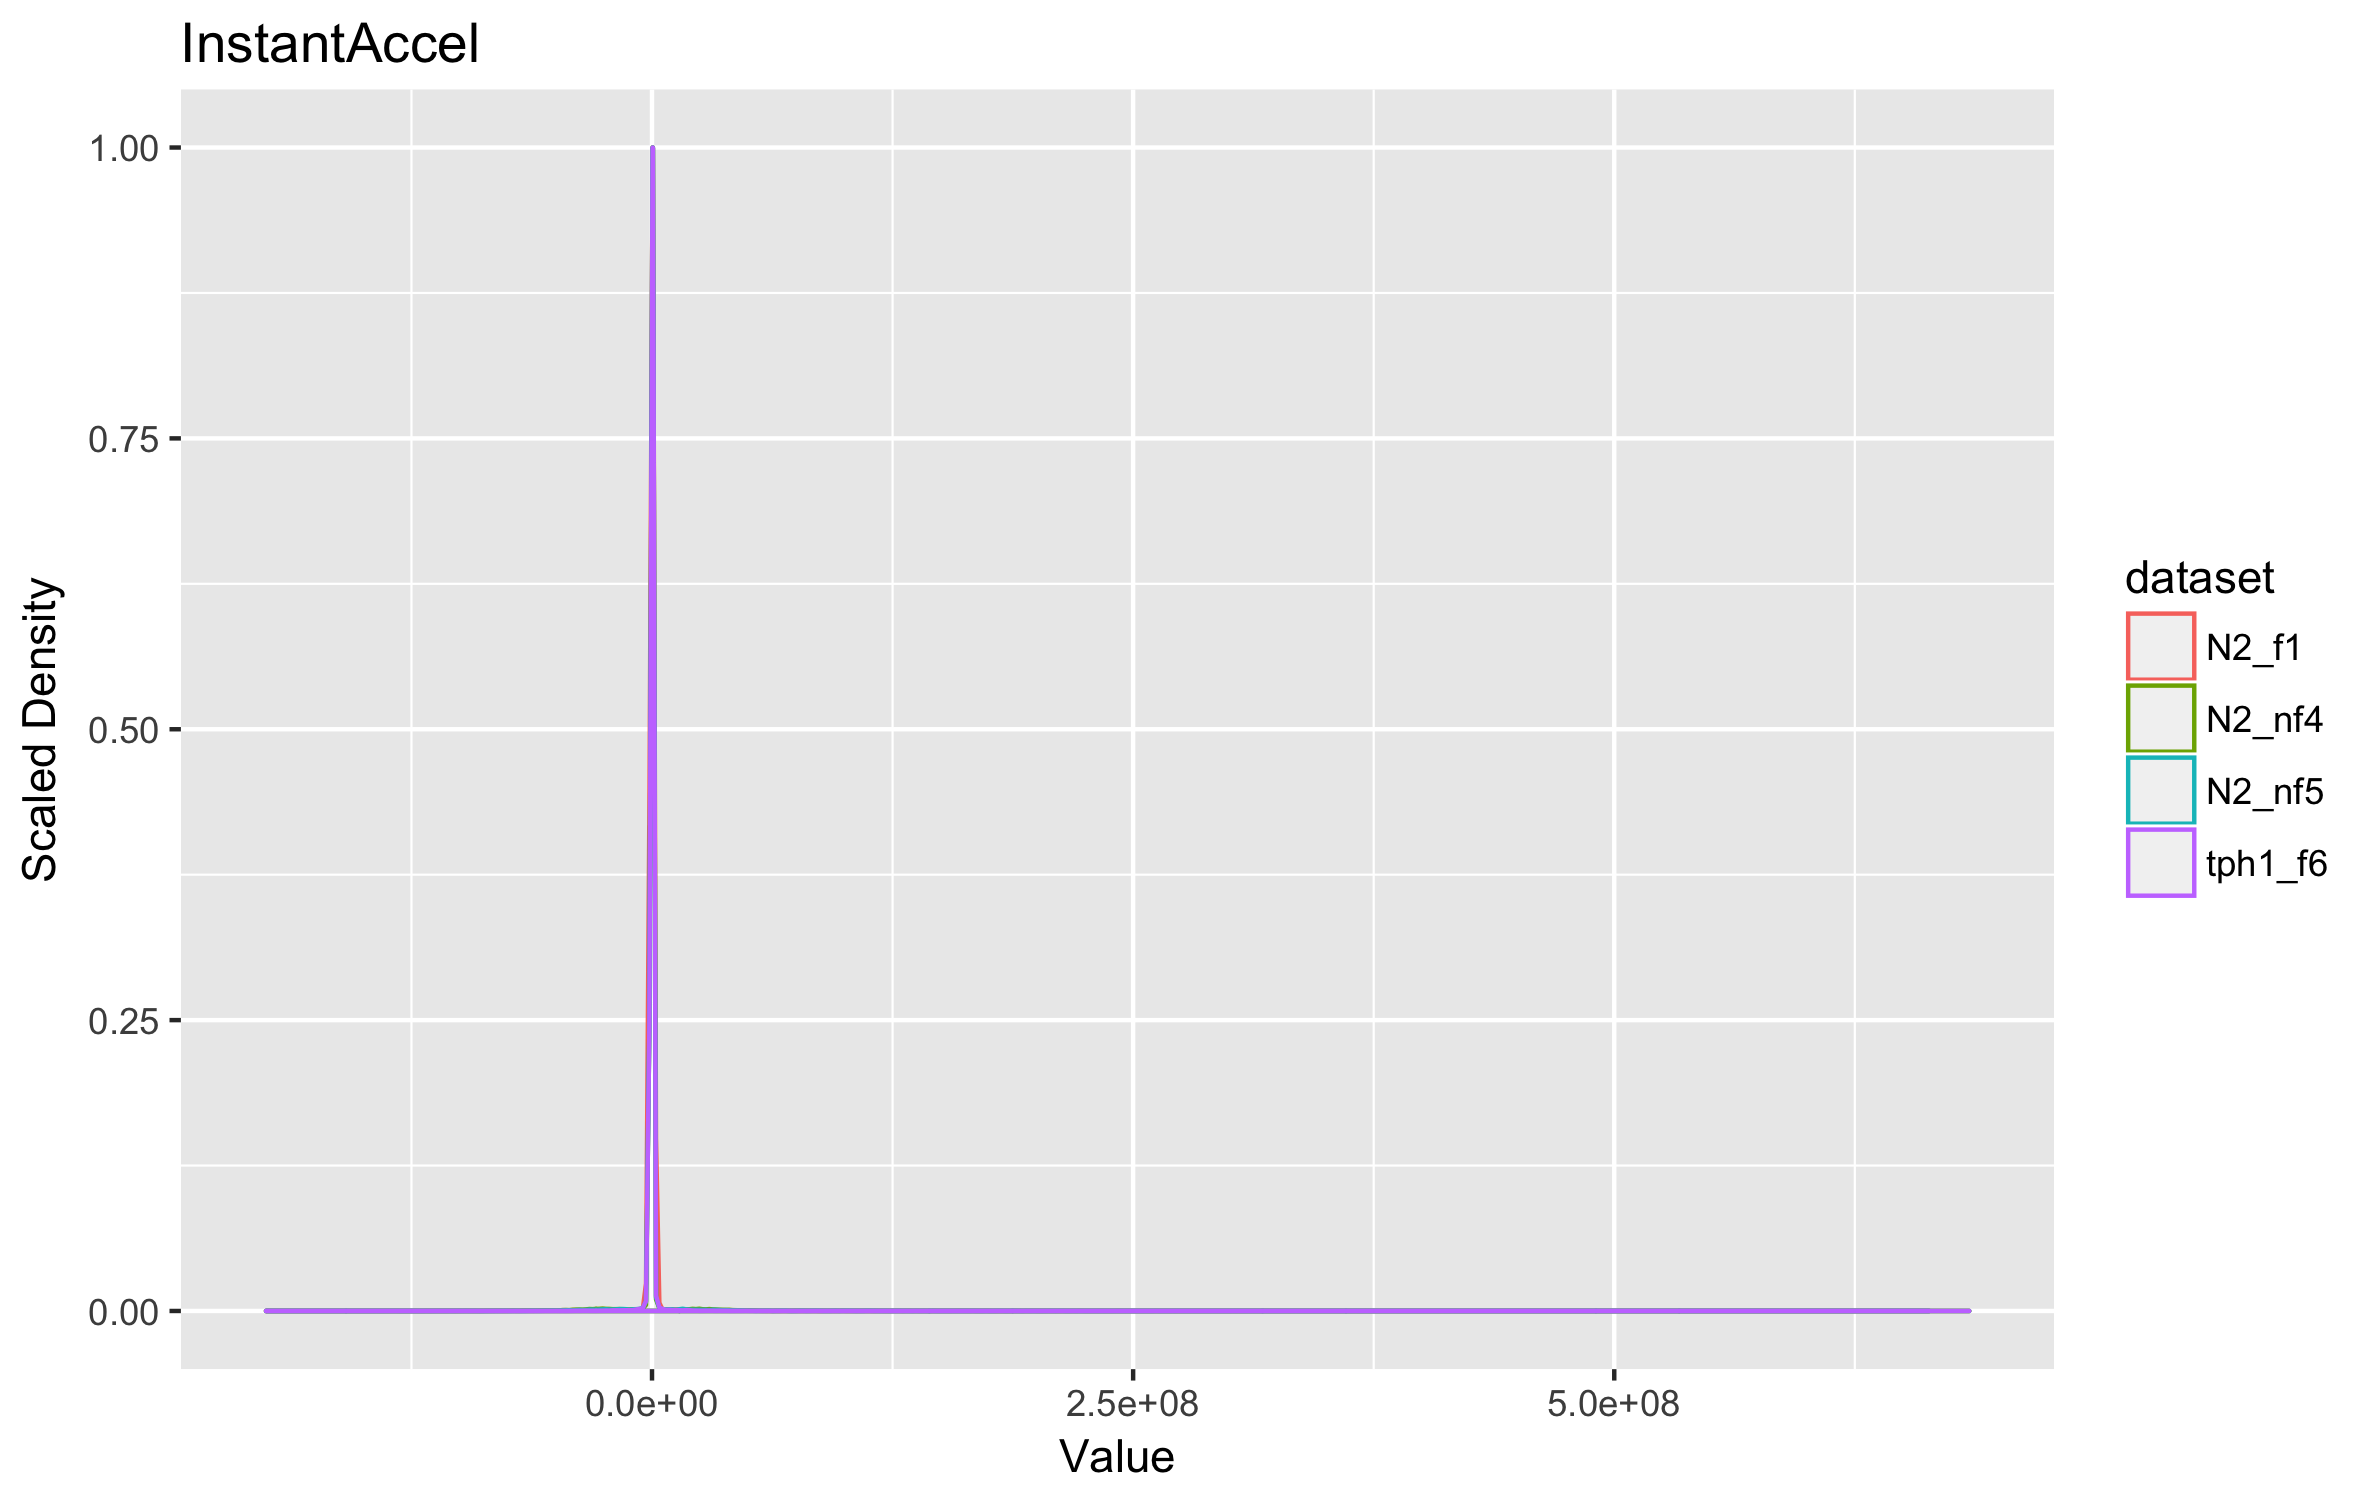 InstantAccel
Scaled Density
1.00
0.75
0.50
0.25
0.00
0.0e+00 2.5e+08 5.0e+08
Value
dataset
N2_f1
N2_nf4
N2_nf5
tph1_f6